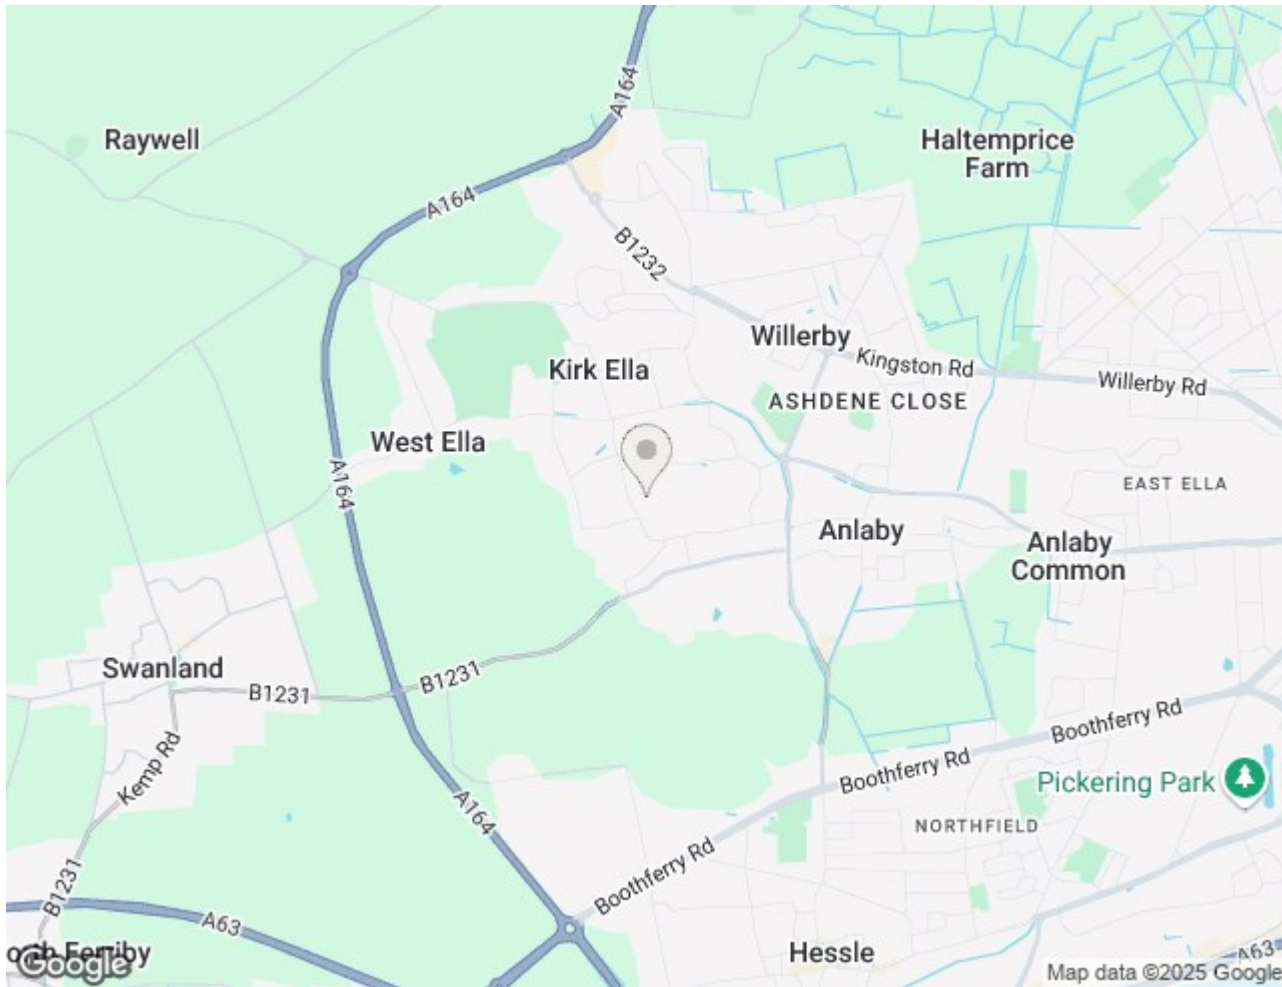 A164
Raywell
Haltemprice
Farm
A164
B1232
Willerby
Kingston Rd
Kirk Ella
Willerby Rd
ASHDENE CLOSE
West Ella
A164
EAST ELLA
Anlaby
Anlaby
Common
Swanland
B1231
B1231
Kemp Rd
Boothferry Rd
Boothferry Rd
Pickering Park
A164
NORTHFIELD
Boothferry Rd
B1231
A63
Hessle
A63
Google
Map data ©2025 Google